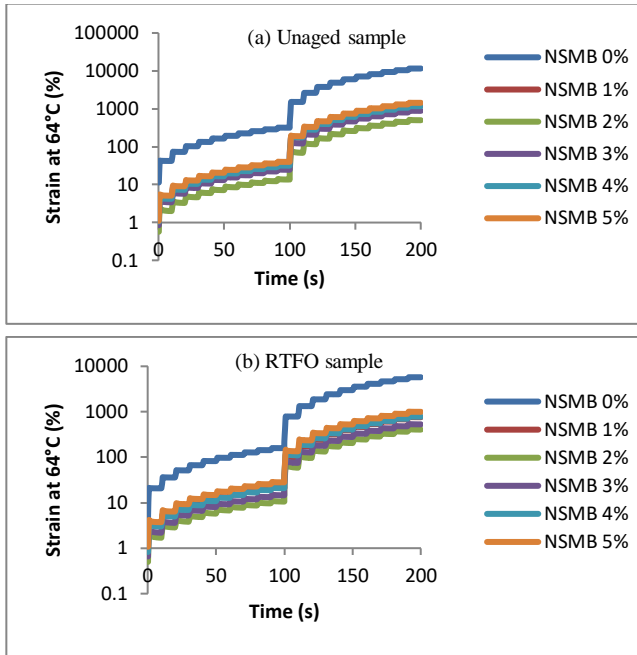 (a) Unaged sample
100000
10000
1000
100
10
1
0.1
Strain at 64°C (%)
0 50 100 150 200
Time (s)
NSMB 0%
NSMB 1%
NSMB 2%
NSMB 3%
NSMB 4%
NSMB 5%
(b) RTFO sample
10000
1000
100
10
1
0.1
Strain at 64°C (%)
0 50 100 150 200
Time (s)
NSMB 0%
NSMB 1%
NSMB 2%
NSMB 3%
NSMB 4%
NSMB 5%